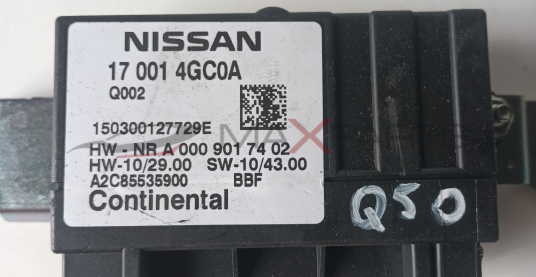 NISSAN
17 001 4GC0A
Q002
150300127729E
HW - NR A 000 901 74 02
HW-10/29.00 SW-10/43.00
A2C85535900 BBF
Continental
Q50